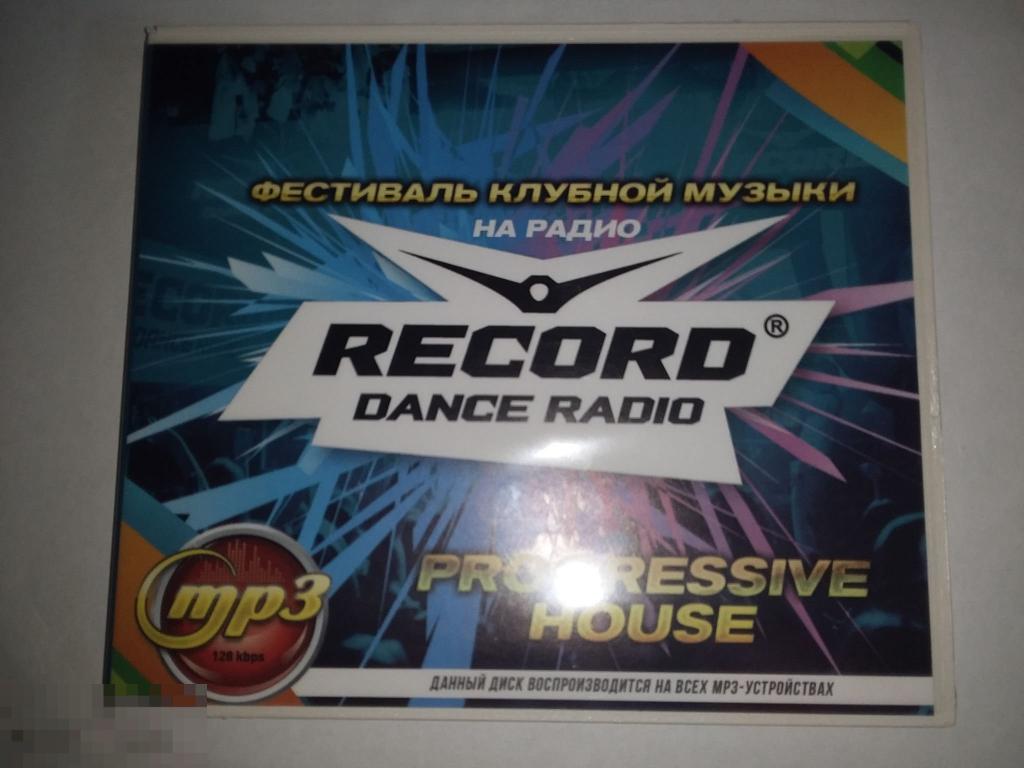 ФЕСТИВАЛЬ КЛУБНОЙ МУЗЫКИ
НА РАДИО
RECORD®
DANCE RADIO
PROGRESSIVE
HOUSE
mp3
128 kbps
ДАННЫЙ ДИСК ВОСПРОИЗВОДИТСЯ НА ВСЕХ MP3-УСТРОЙСТВАХ